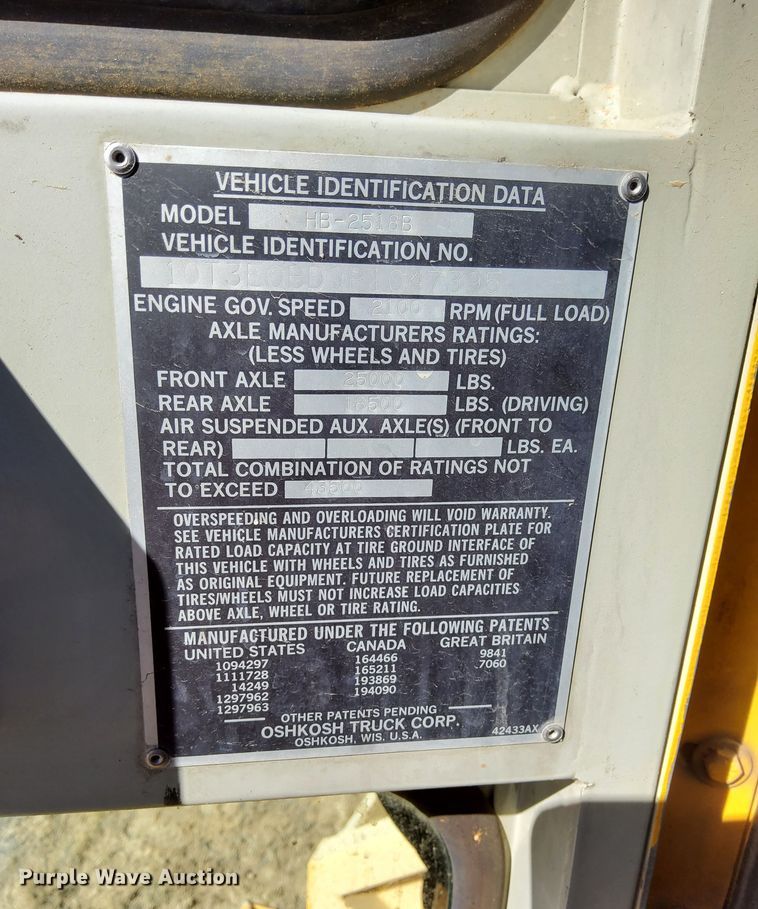 VEHICLE IDENTIFICATION DATA
MODEL HB-2518B
VEHICLE IDENTIFICATION NO.
ENGINE GOV. SPEED 2100 RPM (FULL LOAD)
AXLE MANUFACTURERS RATINGS:
(LESS WHEELS AND TIRES)
FRONT AXLE 25000 LBS.
REAR AXLE 18500 LBS. (DRIVING)
AIR SUSPENDED AUX. AXLE(S) (FRONT TO
REAR) LBS. EA.
TOTAL COMBINATION OF RATINGS NOT
TO EXCEED
OVERSPEEDING AND OVERLOADING WILL VOID WARRANTY.
SEE VEHICLE MANUFACTURERS CERTIFICATION PLATE FOR
RATED LOAD CAPACITY AT TIRE GROUND INTERFACE OF
THIS VEHICLE WITH WHEELS AND TIRES AS FURNISHED
AS ORIGINAL EQUIPMENT. FUTURE REPLACEMENT OF
TIRES/WHEELS MUST NOT INCREASE LOAD CAPACITIES
ABOVE AXLE, WHEEL OR TIRE RATING.
MANUFACTURED UNDER THE FOLLOWING PATENTS
UNITED STATES CANADA GREAT BRITAIN
1094297 164466 9841
1111728 165211 7060
14249 193869
1297962 194090
1297963
OTHER PATENTS PENDING
OSHKOSH TRUCK CORP.
OSHKOSH, WIS. U.S.A. 42433AX
Purple Wave Auction